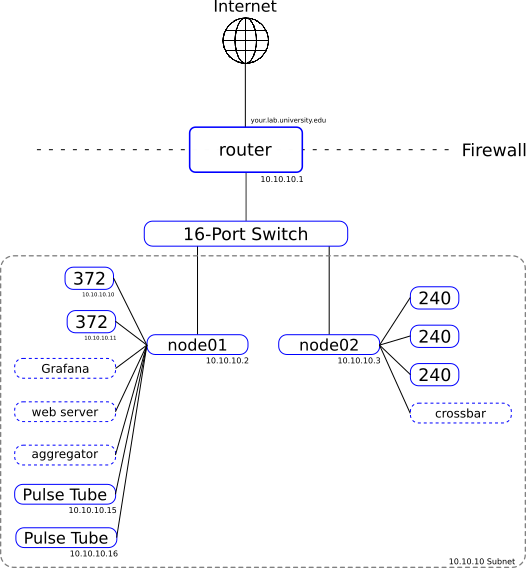 Internet
your.lab.university.edu
router
Firewall
10.10.10.1
16-Port Switch
372
10.10.10.10
372
10.10.10.11
Grafana
web server
aggregator
Pulse Tube
10.10.10.15
Pulse Tube
10.10.10.16
node01
10.10.10.2
node02
10.10.10.3
240
240
240
crossbar
10.10.10 Subnet